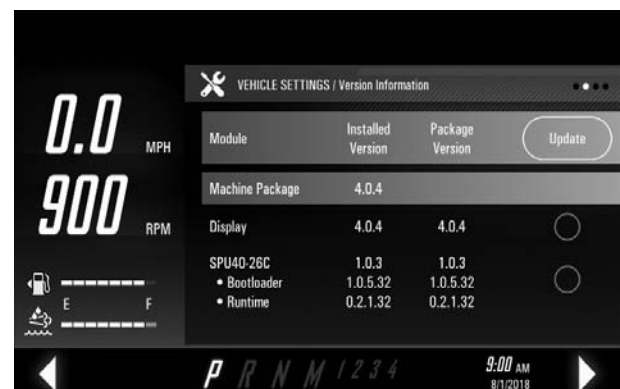 VEHICLE SETTINGS / Version Information
0.0 MPH
900 RPM
E F
Module Installed Version Package Version Update
Machine Package 4.0.4
Display 4.0.4 4.0.4
SPU40-26C 1.0.3 1.0.3
• Bootloader 1.0.5.32 1.0.5.32
• Runtime 0.2.1.32 0.2.1.32
P R N M 1 2 3 4 9:00 AM
8/1/2018